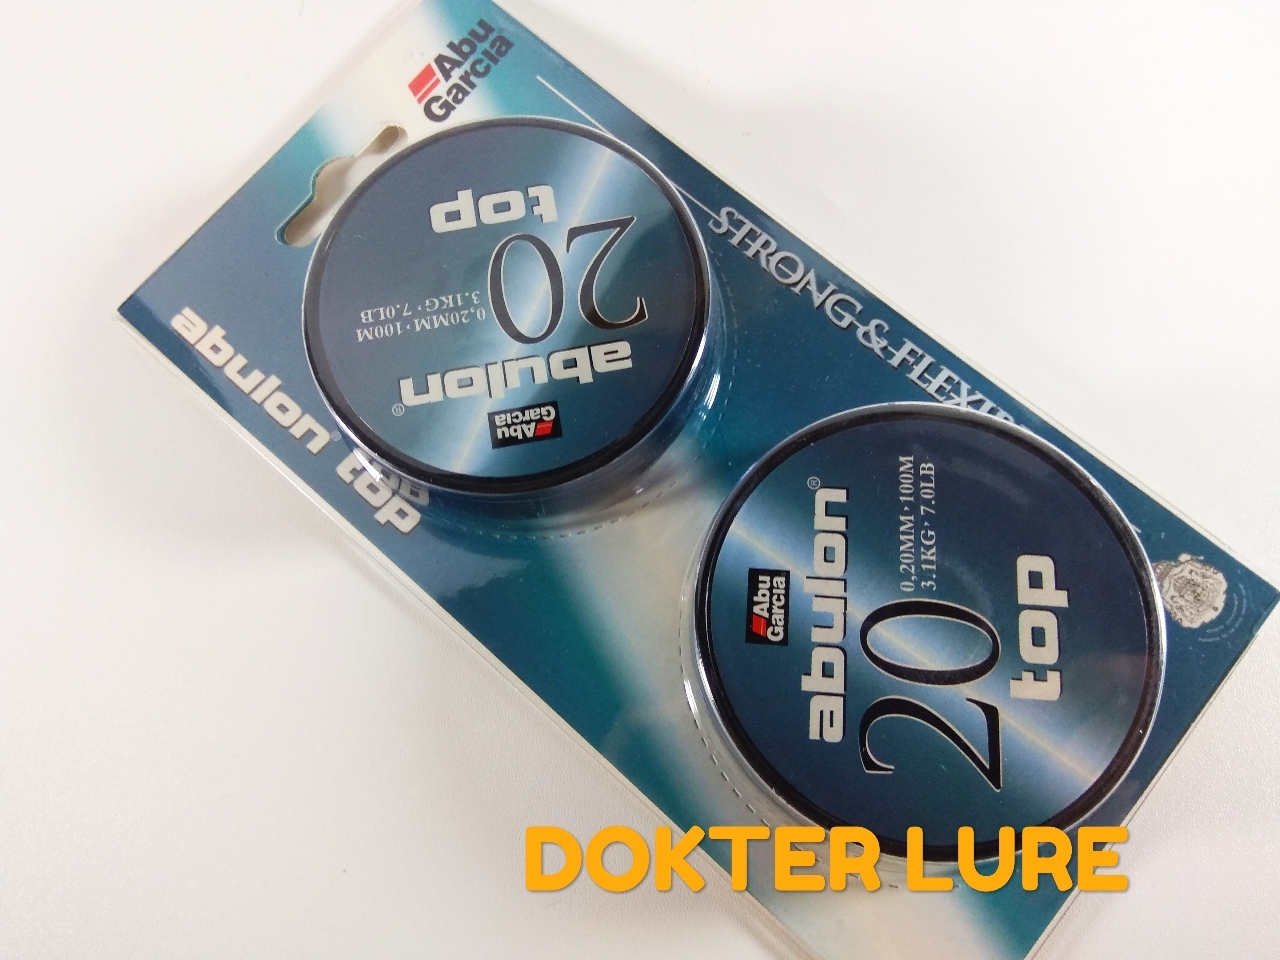 Abu
Garcia
STRONG & FLEXIB
abulon®
top
Abu
Garcia
abulon®
20
0,20MM·100M
3.1KG·7.0LB
top
Abu
Garcia
abulon®
20
0,20MM·100M
3.1KG·7.0LB
top
DOKTER LURE